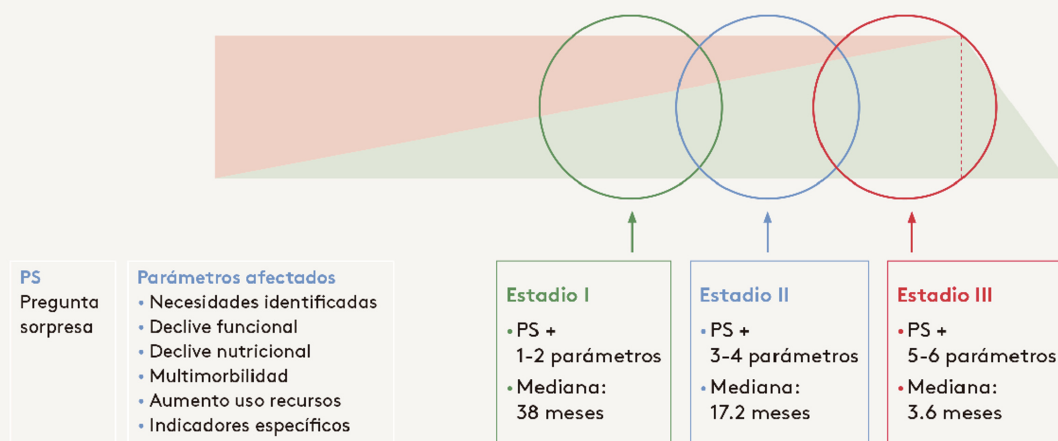 PS
Pregunta
sorpresa
Parámetros afectados
• Necesidades identificadas
• Declive funcional
• Declive nutricional
• Multimorbilidad
• Aumento uso recursos
• Indicadores específicos
Estadio I
• PS +
1-2 parámetros
• Mediana:
38 meses
Estadio II
• PS +
3-4 parámetros
• Mediana:
17.2 meses
Estadio III
• PS +
5-6 parámetros
• Mediana:
3.6 meses